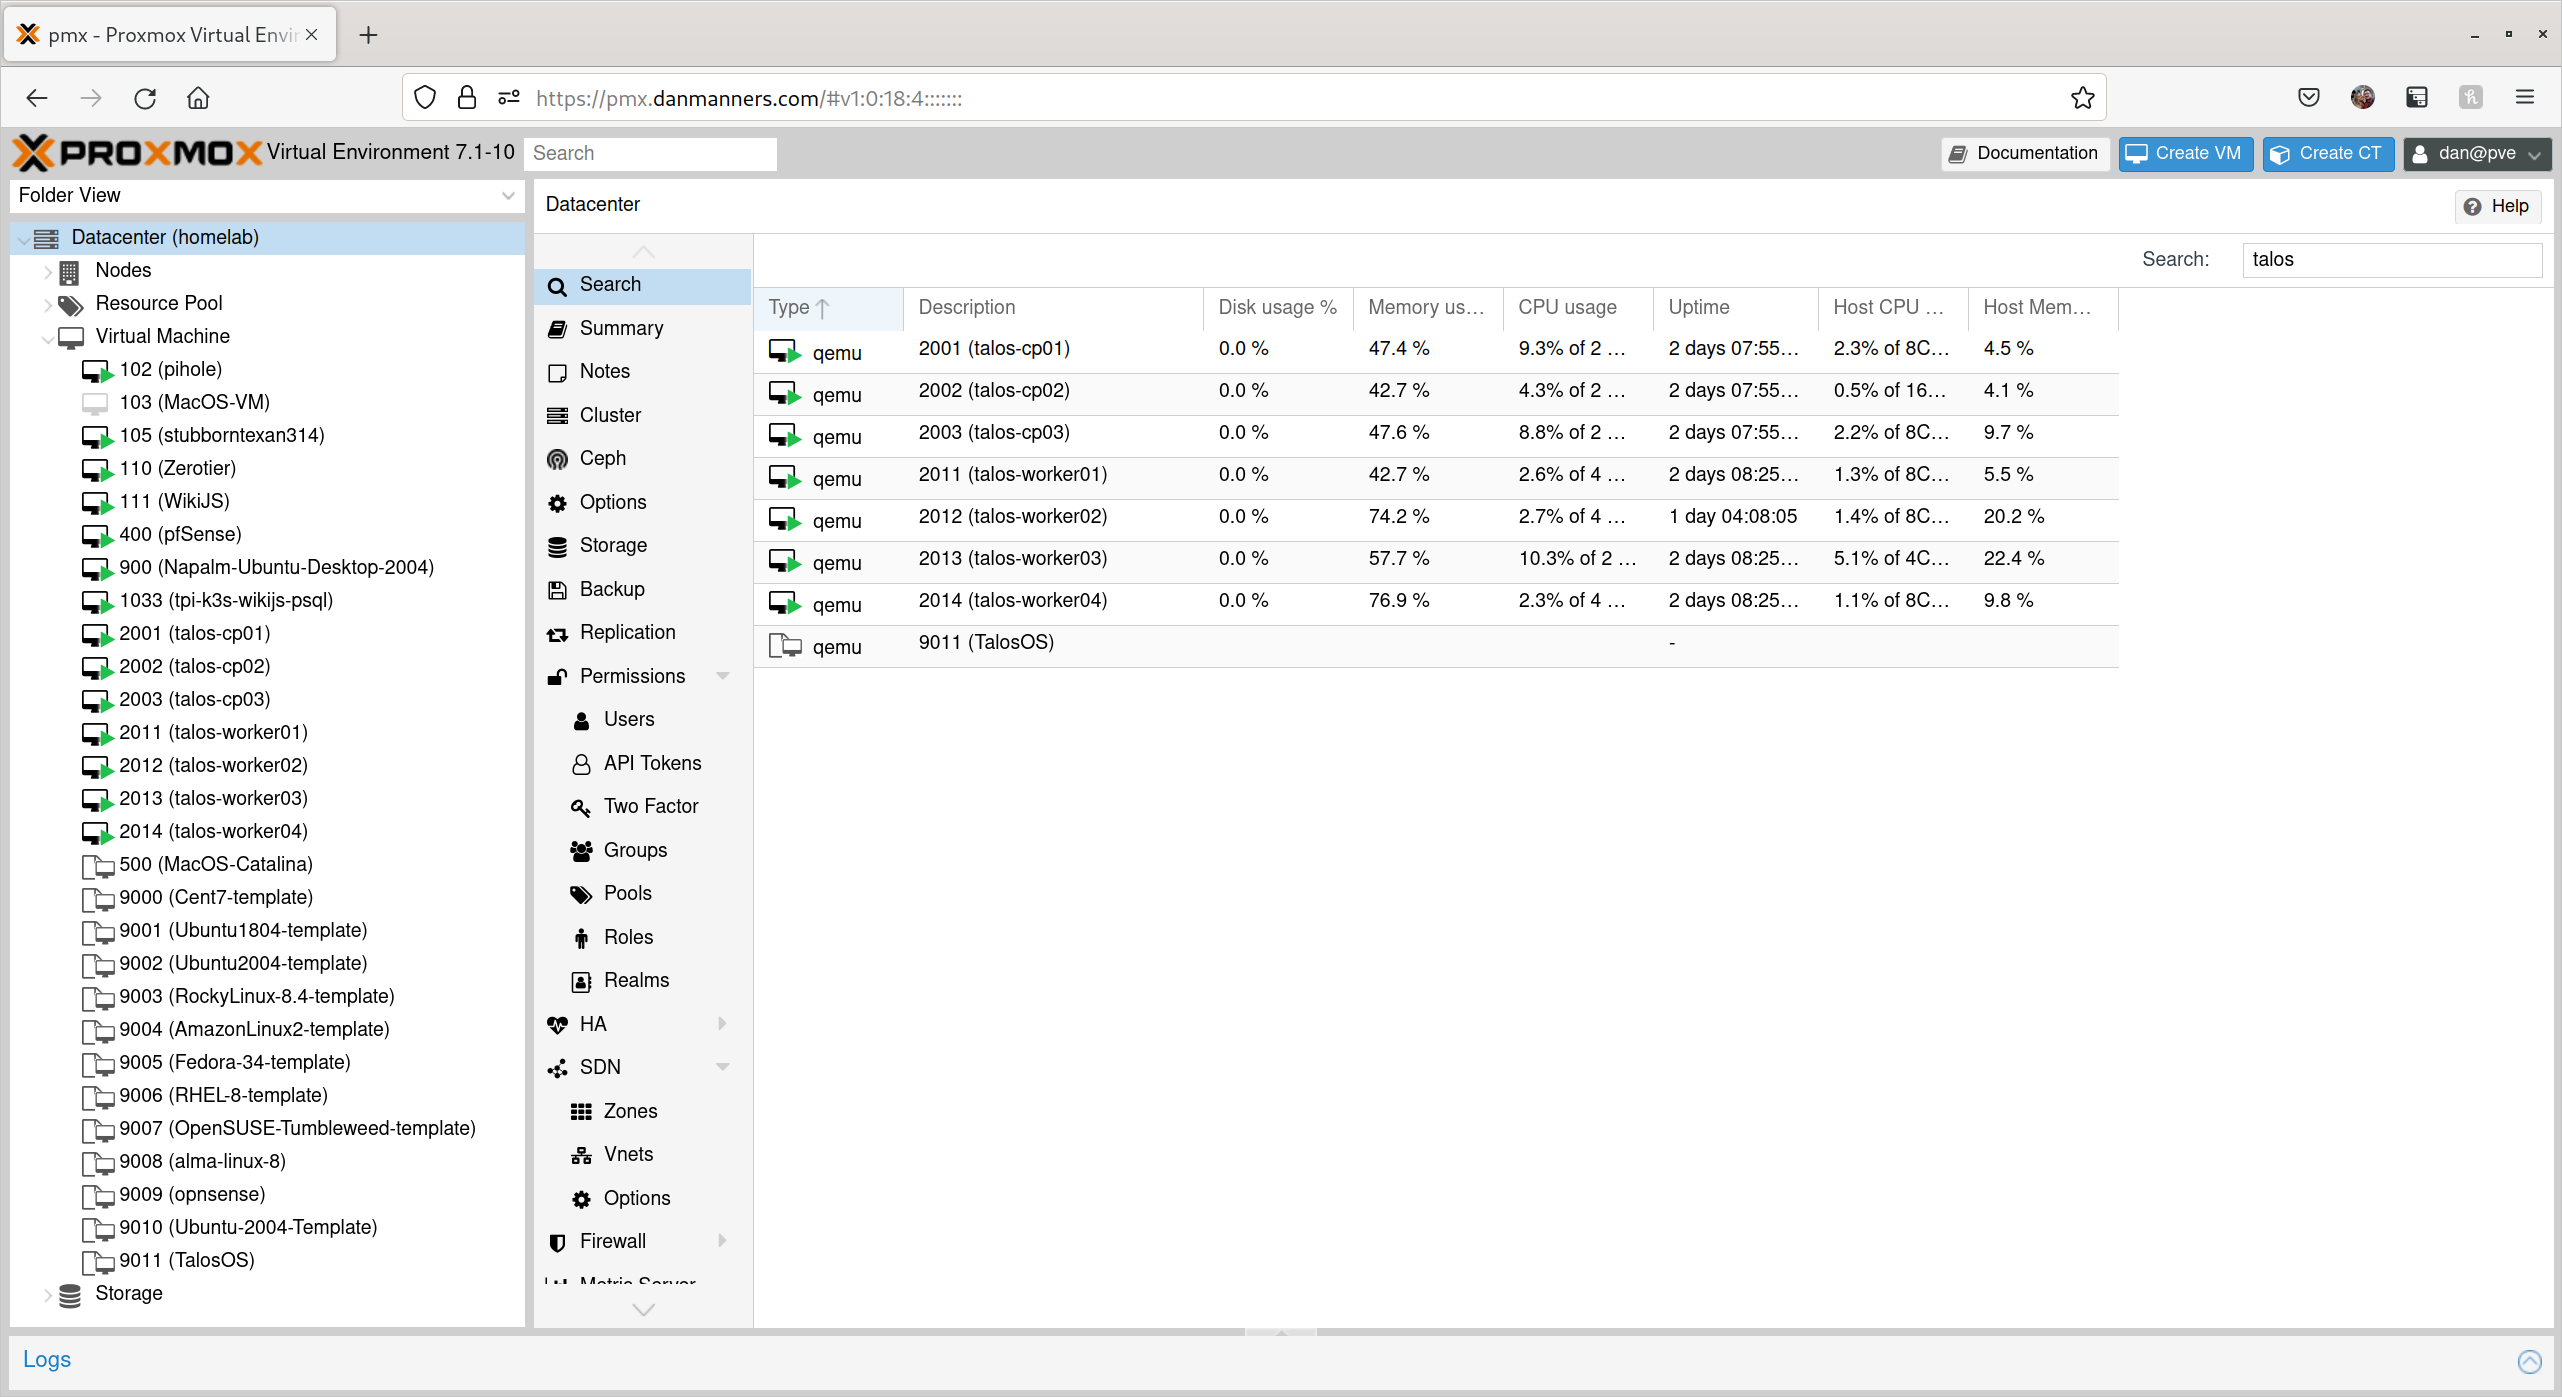 pmx - Proxmox Virtual Envir
https://pmx.danmanners.com/#v1:0:18:4:::::::
PROXMOX Virtual Environment 7.1-10
Search
Documentation
Create VM
Create CT
dan@pve
Folder View
Datacenter (homelab)
Nodes
Resource Pool
Virtual Machine
102 (pihole)
103 (MacOS-VM)
105 (stubborntexan314)
110 (Zerotier)
111 (WikiJS)
400 (pfSense)
900 (Napalm-Ubuntu-Desktop-2004)
1033 (tpi-k3s-wikijs-psql)
2001 (talos-cp01)
2002 (talos-cp02)
2003 (talos-cp03)
2011 (talos-worker01)
2012 (talos-worker02)
2013 (talos-worker03)
2014 (talos-worker04)
500 (MacOS-Catalina)
9000 (Cent7-template)
9001 (Ubuntu1804-template)
9002 (Ubuntu2004-template)
9003 (RockyLinux-8.4-template)
9004 (AmazonLinux2-template)
9005 (Fedora-34-template)
9006 (RHEL-8-template)
9007 (OpenSUSE-Tumbleweed-template)
9008 (alma-linux-8)
9009 (opnsense)
9010 (Ubuntu-2004-Template)
9011 (TalosOS)
Storage
Datacenter
Help
Search
Summary
Notes
Cluster
Ceph
Options
Storage
Backup
Replication
Permissions
Users
API Tokens
Two Factor
Groups
Pools
Roles
Realms
HA
SDN
Zones
Vnets
Options
Firewall
Metric Server
Search: talos
Type Description Disk usage % Memory us... CPU usage Uptime Host CPU ... Host Mem...
qemu 2001 (talos-cp01) 0.0 % 47.4 % 9.3% of 2 ... 2 days 07:55... 2.3% of 8C... 4.5 %
qemu 2002 (talos-cp02) 0.0 % 42.7 % 4.3% of 2 ... 2 days 07:55... 0.5% of 16... 4.1 %
qemu 2003 (talos-cp03) 0.0 % 47.6 % 8.8% of 2 ... 2 days 07:55... 2.2% of 8C... 9.7 %
qemu 2011 (talos-worker01) 0.0 % 42.7 % 2.6% of 4 ... 2 days 08:25... 1.3% of 8C... 5.5 %
qemu 2012 (talos-worker02) 0.0 % 74.2 % 2.7% of 4 ... 1 day 04:08:05 1.4% of 8C... 20.2 %
qemu 2013 (talos-worker03) 0.0 % 57.7 % 10.3% of 2 ... 2 days 08:25... 5.1% of 4C... 22.4 %
qemu 2014 (talos-worker04) 0.0 % 76.9 % 2.3% of 4 ... 2 days 08:25... 1.1% of 8C... 9.8 %
qemu 9011 (TalosOS) -
Logs